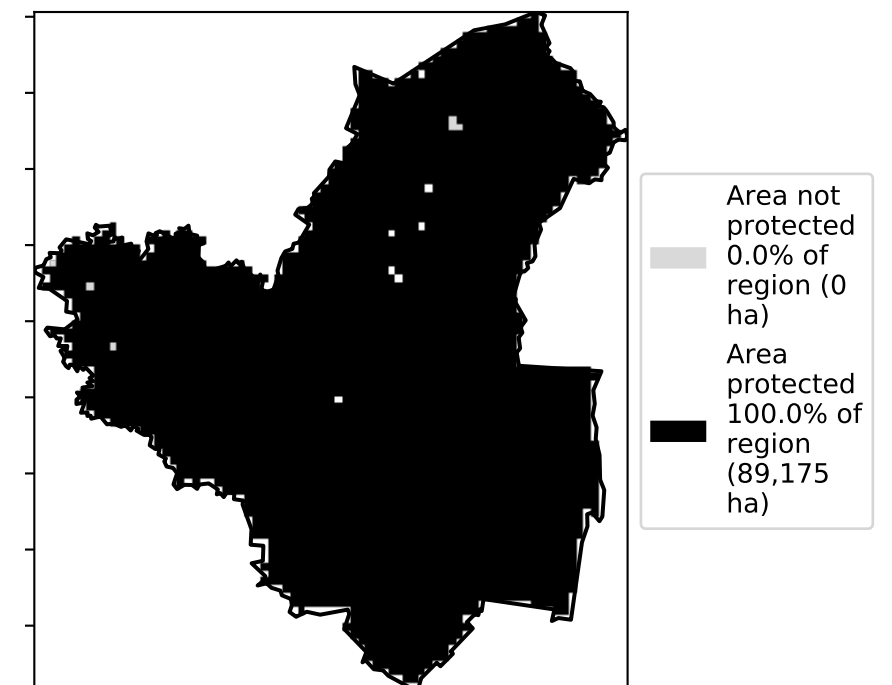 Area not
protected
0.0% of
region (0
ha)
Area
protected
100.0% of
region
(89,175
ha)